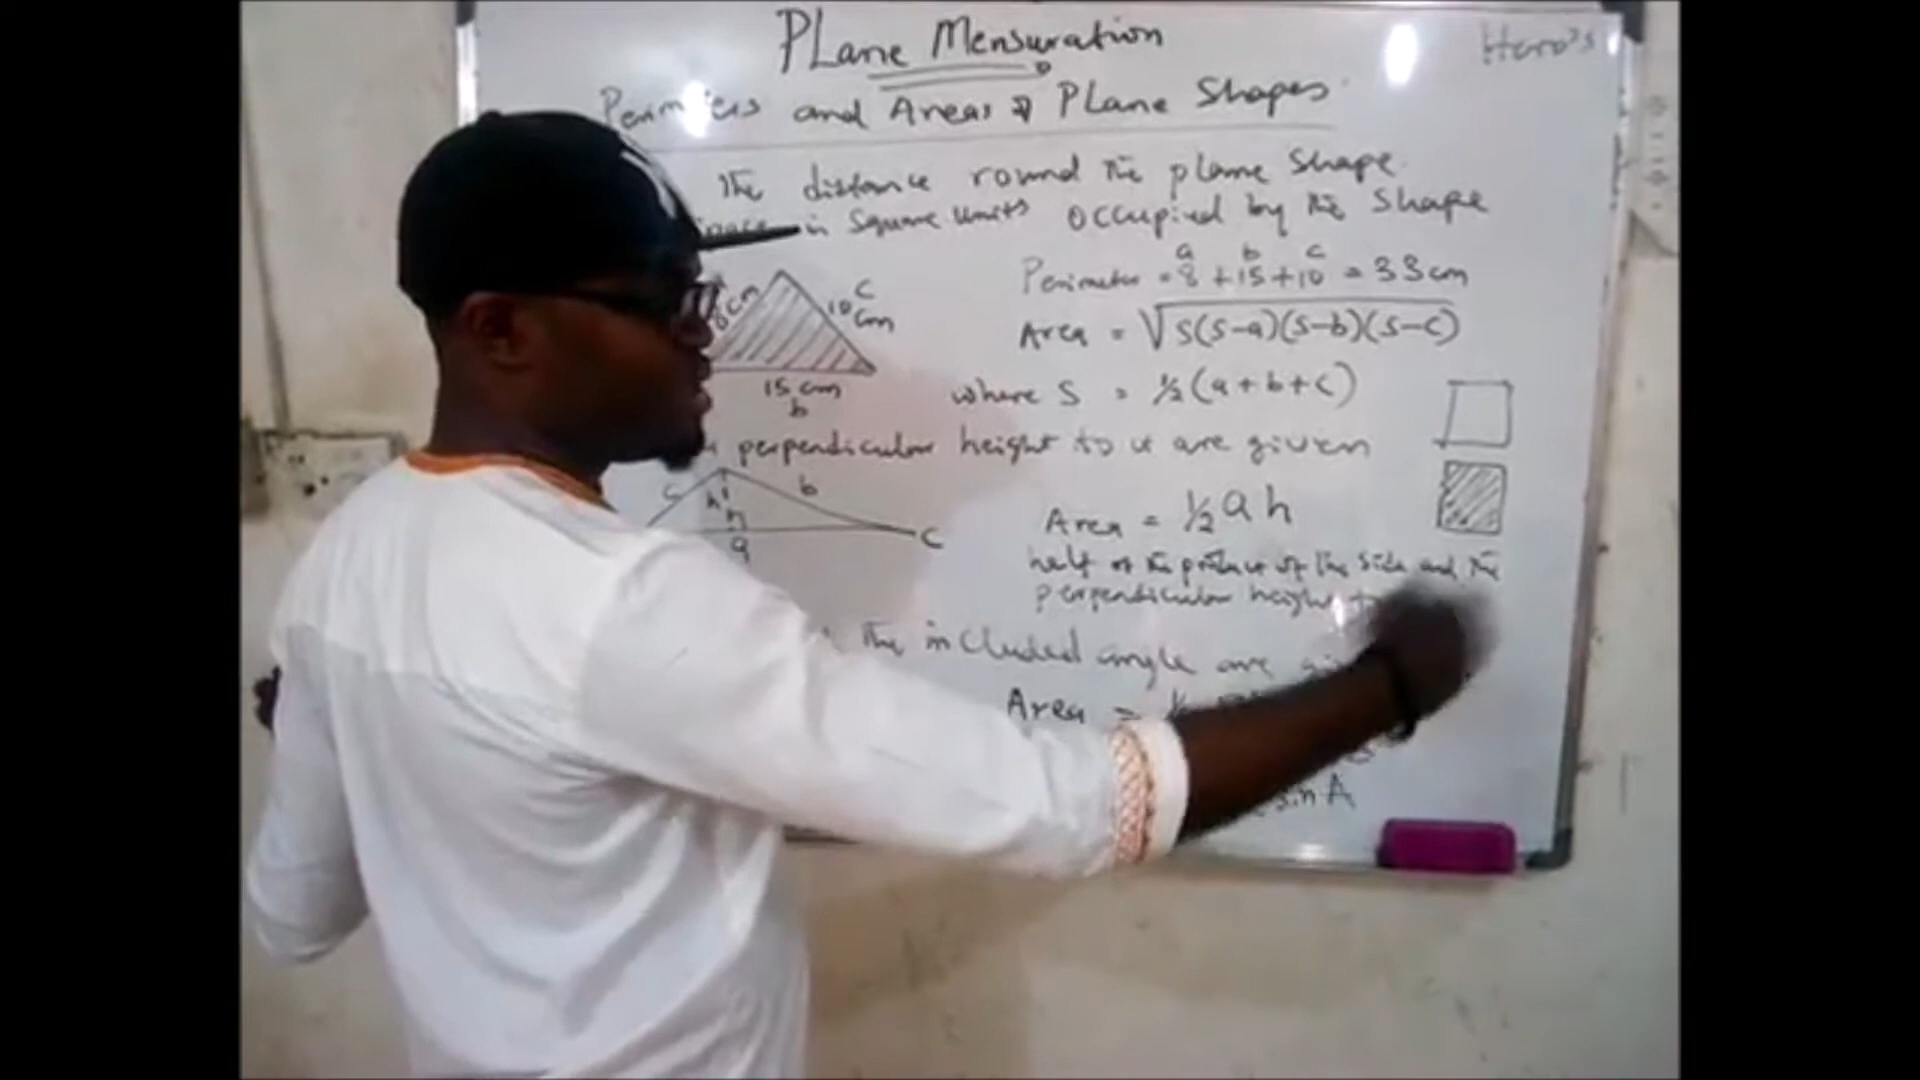 PLane Mensuration
Hero's
Perimeters and Areas of PLane Shapes
The distance round the plane shape
in Square Units occupied by the Shape
a b c
Perimeter = 8 + 15 + 10 = 33cm
8cm
c
10 cm
Area = √s(s-a)(s-b)(s-c)
15 cm
b
where S = ½(a+b+c)
perpendicular height to it are given
c h b
Area = ½ a h
C
a
half of the product of the side and the
perpendicular height
the included angle are
Area =
sin A